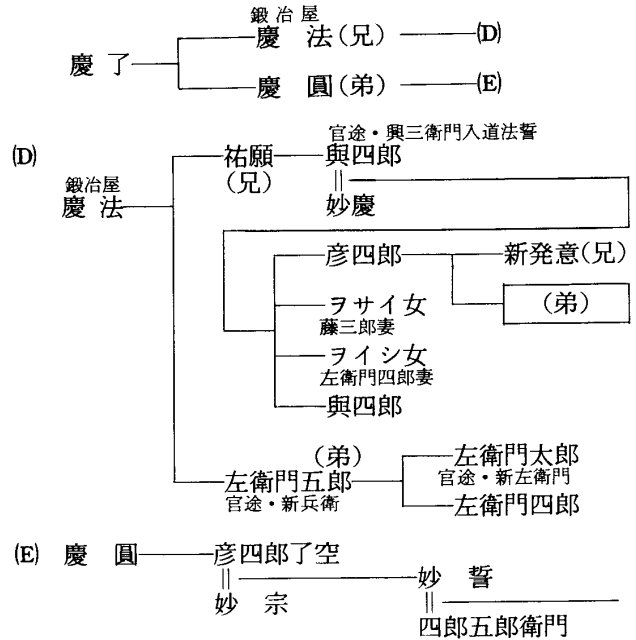 鍛冶屋
慶了 慶法(兄) (D)
慶圓(弟) (E)
官途・興三衛門入道法誓
(D) 祐願 與四郎
(兄)
鍛冶屋
慶法 妙慶
彦四郎 新発意(兄)
(弟)
ヲサイ女
藤三郎妻
ヲイシ女
左衛門四郎妻
與四郎
(弟)
左衛門五郎 左衛門太郎
官途・新兵衛 官途・新左衛門
左衛門四郎
(E) 慶圓 彦四郎了空
妙誓
妙宗
四郎五郎衛門